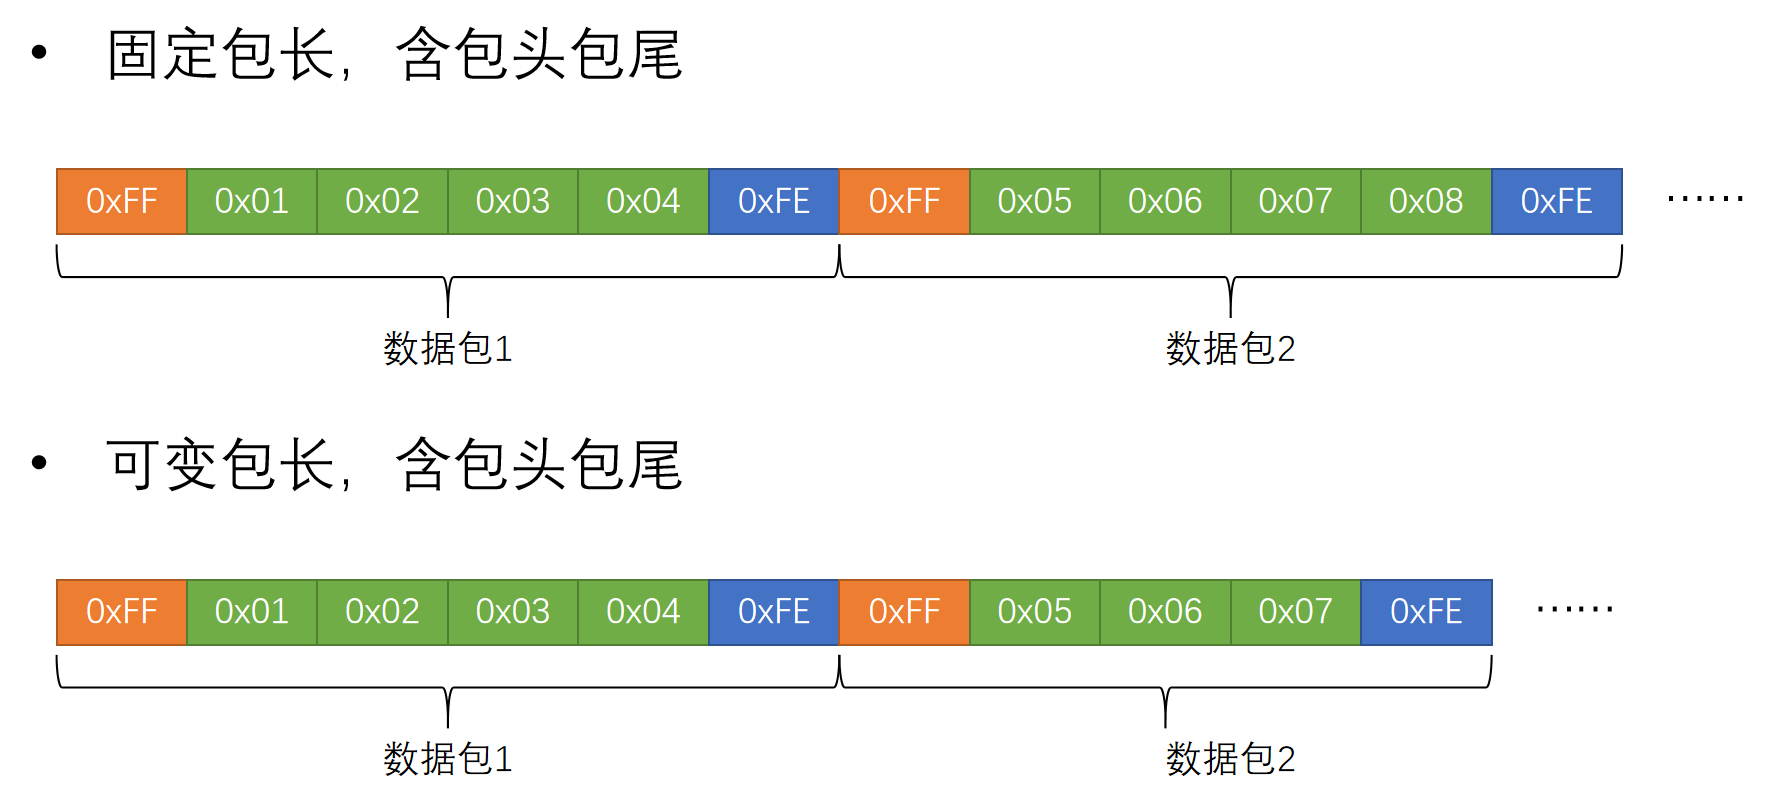 • 固定包长，含包头包尾
0xFF 0x01 0x02 0x03 0x04 0xFE 0xFF 0x05 0x06 0x07 0x08 0xFE ……
数据包1 数据包2
• 可变包长，含包头包尾
0xFF 0x01 0x02 0x03 0x04 0xFE 0xFF 0x05 0x06 0x07 0xFE ……
数据包1 数据包2